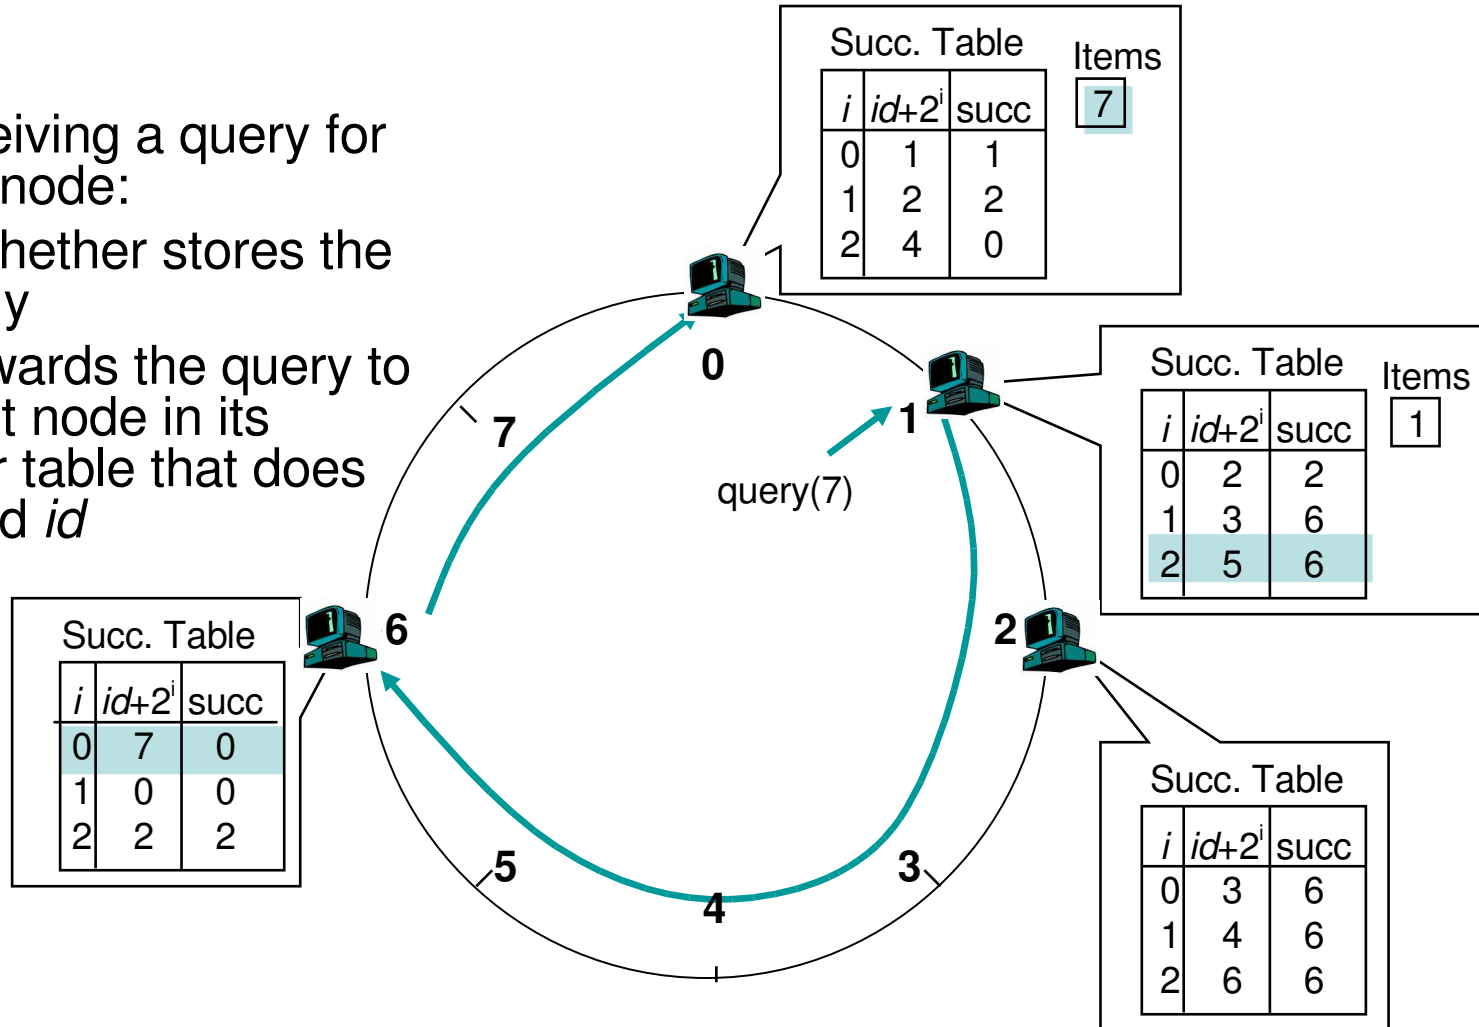 eiving a query for
node:
hether stores the
y
wards the query to
t node in its
r table that does
d id
Succ. Table
Items
i id+2^i succ
7
0 1 1
1 2 2
2 4 0
0
Succ. Table
Items
i id+2^i succ
1
0 2 2
1 3 6
2 5 6
1
7
query(7)
6
2
Succ. Table
i id+2^i succ
0 7 0
1 0 0
2 2 2
5
3
4
Succ. Table
i id+2^i succ
0 3 6
1 4 6
2 6 6